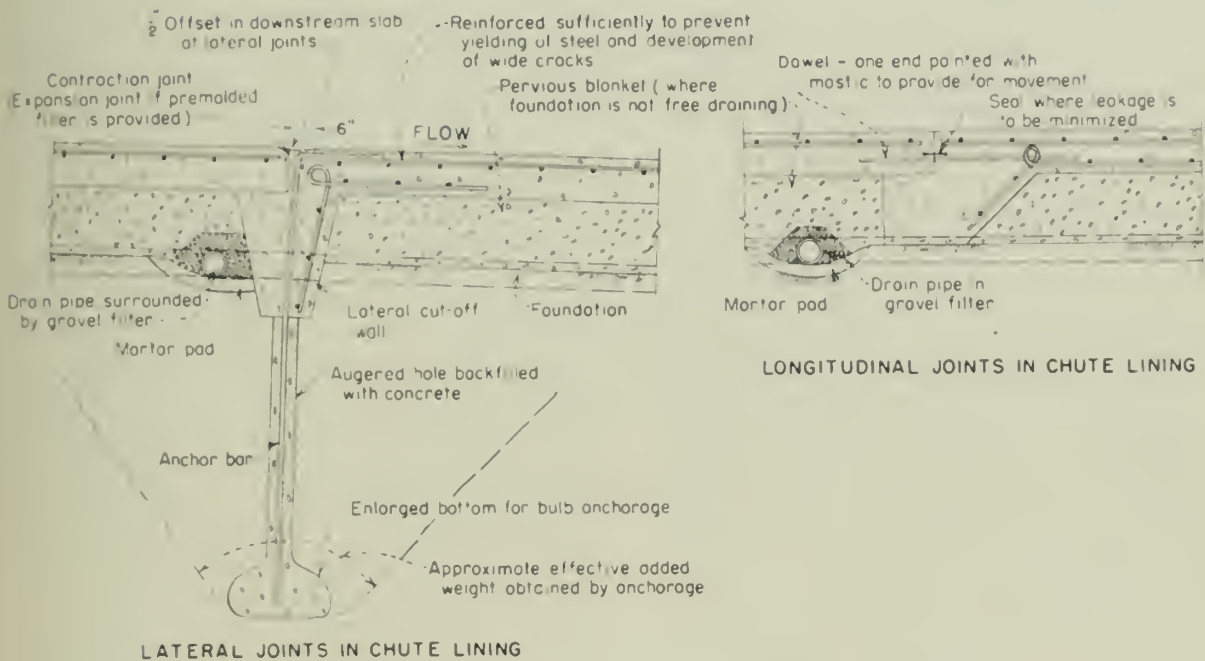 1/2" Offset in downstream slab
at lateral joints
Reinforced sufficiently to prevent
yielding of steel and development
of wide cracks
Contraction joint
(Expansion joint if premolded
filler is provided)
Pervious blanket (where
foundation is not free draining)
6"
FLOW
Drain pipe surrounded
by gravel filter
Mortar pad
Lateral cut-off
wall
Foundation
Augered hole backfilled
with concrete
Anchor bar
Enlarged bottom for bulb anchorage
Approximate effective added
weight obtained by anchorage
LATERAL JOINTS IN CHUTE LINING
Dowel - one end painted with
mastic to provide for movement
Seal where leakage is
to be minimized
Mortar pad
Drain pipe in
gravel filter
LONGITUDINAL JOINTS IN CHUTE LINING